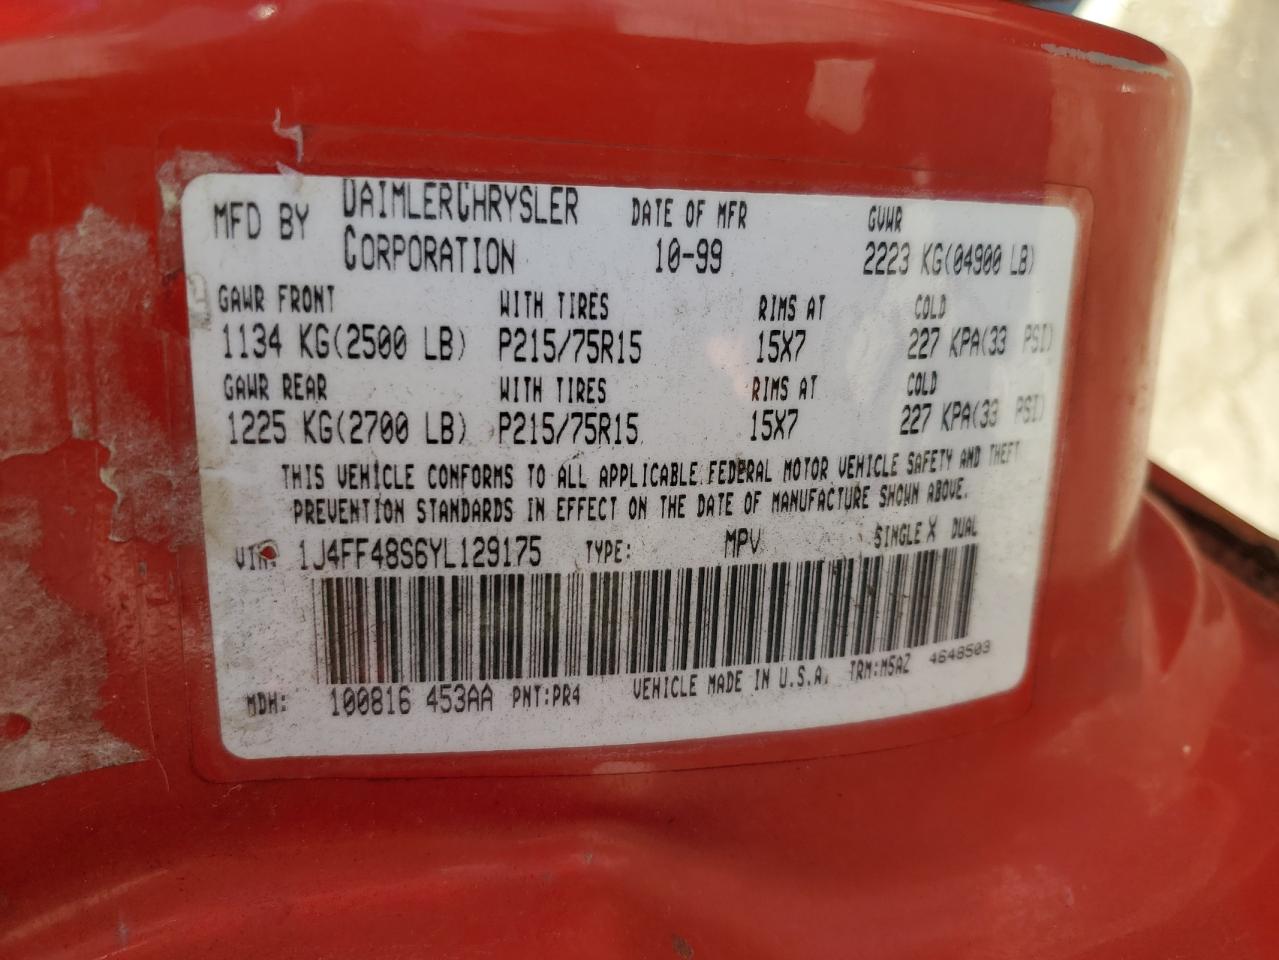 MFD BY DAIMLERCHRYSLER CORPORATION DATE OF MFR 10-99 GVWR 2223 KG(04900 LB)
GAWR FRONT WITH TIRES RIMS AT COLD
1134 KG(2500 LB) P215/75R15 15X7 227 KPA(33 PSI)
GAWR REAR WITH TIRES RIMS AT COLD
1225 KG(2700 LB) P215/75R15 15X7 227 KPA(33 PSI)
THIS VEHICLE CONFORMS TO ALL APPLICABLE FEDERAL MOTOR VEHICLE SAFETY AND THEFT
PREVENTION STANDARDS IN EFFECT ON THE DATE OF MANUFACTURE SHOWN ABOVE.
VIN: 1J4FF48S6YL129175 TYPE: MPV SINGLE X DUAL
MDH: 100816 453AA PNT:PR4 VEHICLE MADE IN U.S.A. TRM:M5AZ 4648503